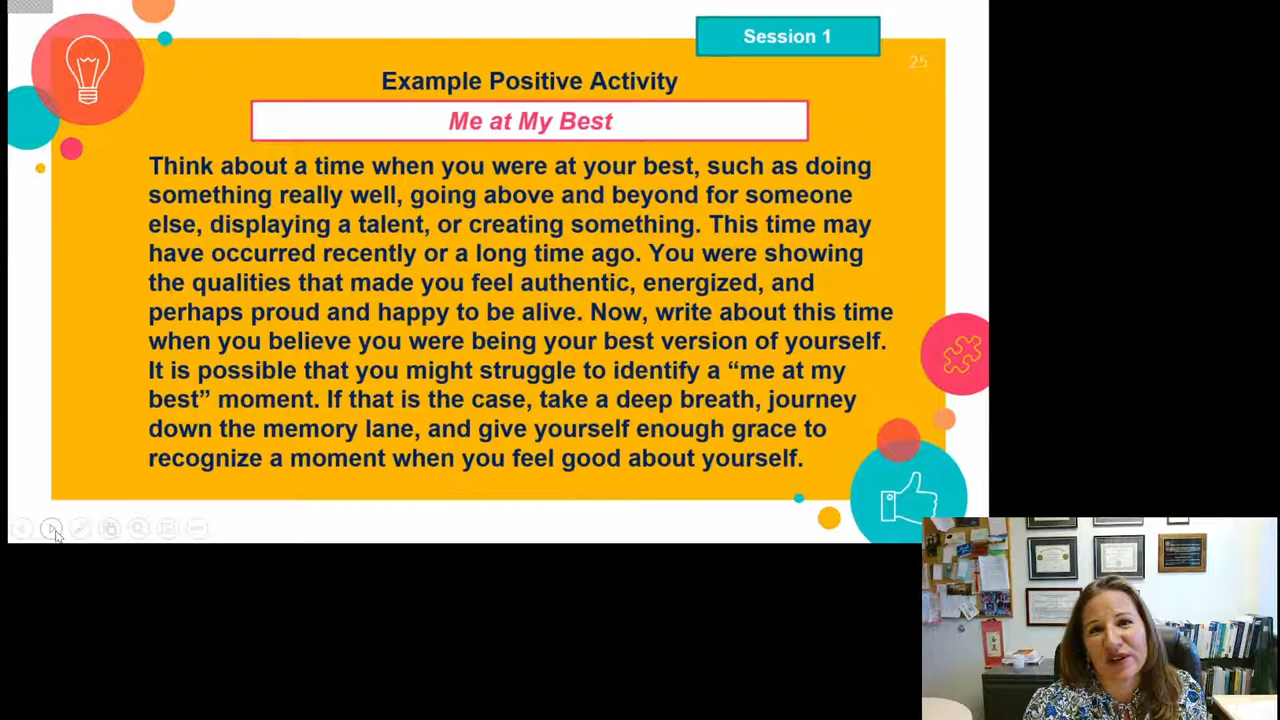 Session 1
25
Example Positive Activity
Me at My Best
Think about a time when you were at your best, such as doing
something really well, going above and beyond for someone
else, displaying a talent, or creating something. This time may
have occurred recently or a long time ago. You were showing
the qualities that made you feel authentic, energized, and
perhaps proud and happy to be alive. Now, write about this time
when you believe you were being your best version of yourself.
It is possible that you might struggle to identify a “me at my
best” moment. If that is the case, take a deep breath, journey
down the memory lane, and give yourself enough grace to
recognize a moment when you feel good about yourself.